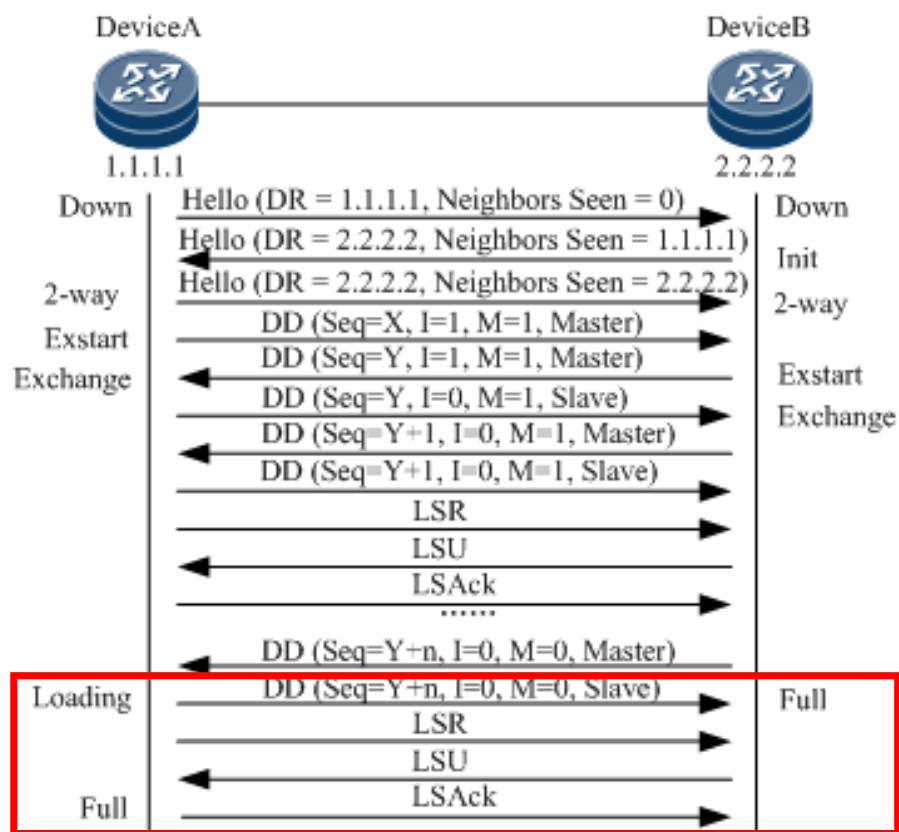 DeviceA DeviceB
1.1.1.1 2.2.2.2
Down Hello (DR = 1.1.1.1, Neighbors Seen = 0) Down
Hello (DR = 2.2.2.2, Neighbors Seen = 1.1.1.1) Init
2-way Hello (DR = 2.2.2.2, Neighbors Seen = 2.2.2.2) 2-way
Exstart DD (Seq=X, I=1, M=1, Master)
Exchange DD (Seq=Y, I=1, M=1, Master) Exstart
DD (Seq=Y, I=0, M=1, Slave) Exchange
DD (Seq=Y+1, I=0, M=1, Master)
DD (Seq=Y+1, I=0, M=1, Slave)
LSR
LSU
LSAck
......
DD (Seq=Y+n, I=0, M=0, Master)
Loading DD (Seq=Y+n, I=0, M=0, Slave) Full
LSR
LSU
Full LSAck